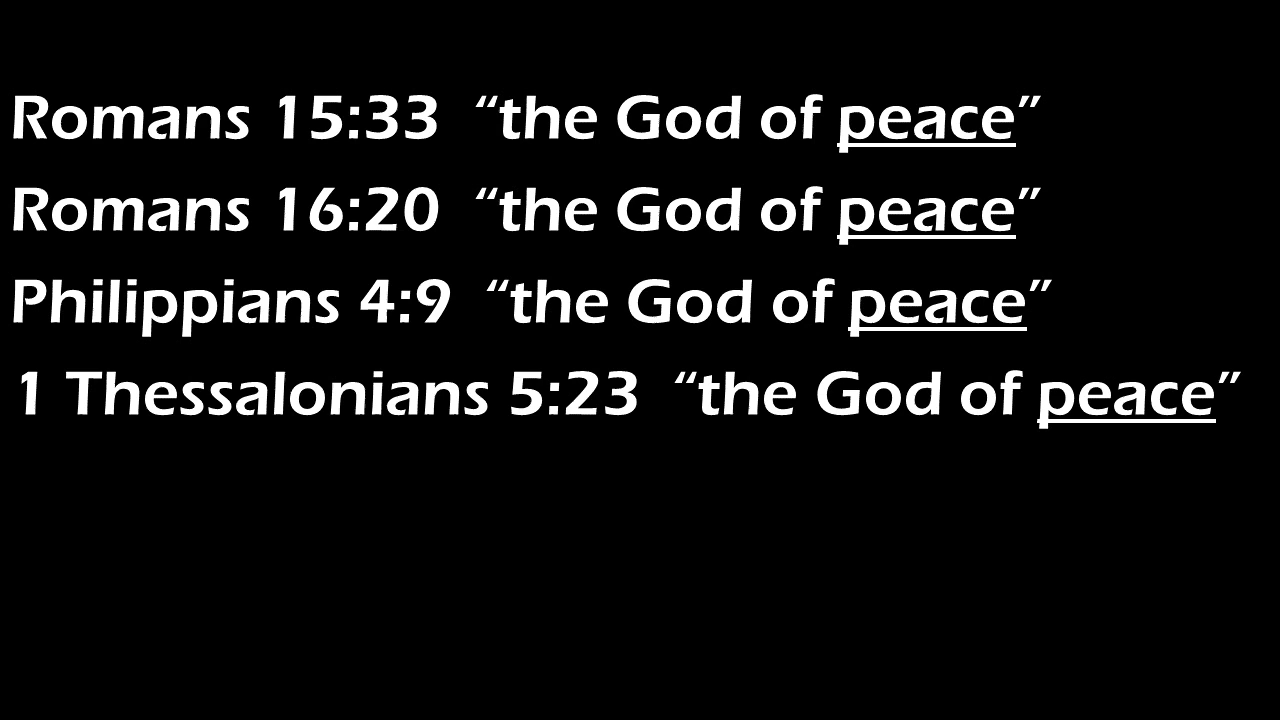 Romans 15:33  “the God of peace”
Romans 16:20  “the God of peace”
Philippians 4:9  “the God of peace”
1 Thessalonians 5:23  “the God of peace”